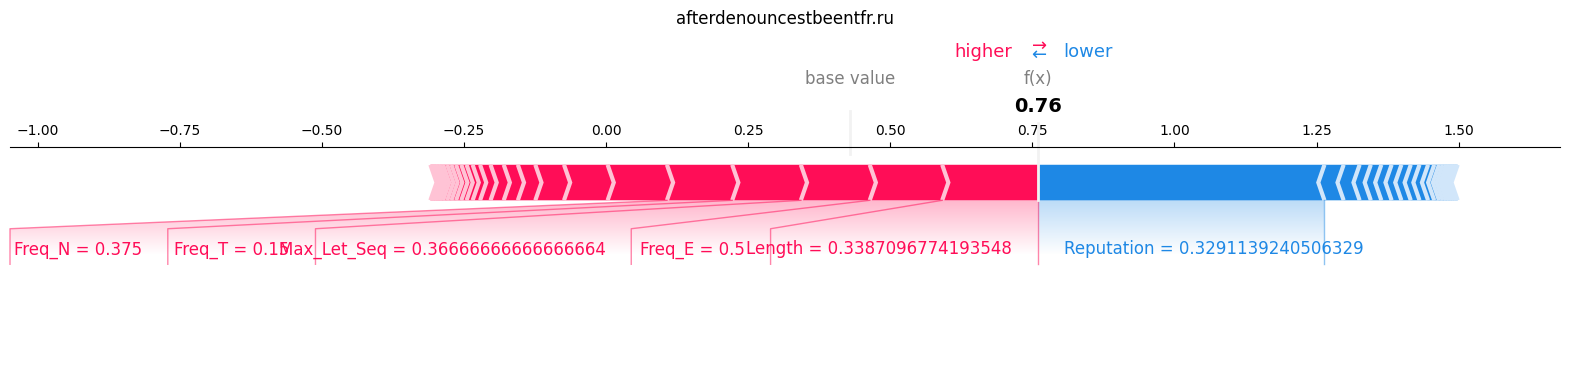 afterdenouncestbeentfr.ru
higher ⇄ lower
base value f(x)
0.76
−1.00 −0.75 −0.50 −0.25 0.00 0.25 0.50 0.75 1.00 1.25 1.50
Freq_N = 0.375 Freq_T = 0.15 Max_Let_Seq = 0.36666666666666664 Freq_E = 0.5 Length = 0.3387096774193548 Reputation = 0.3291139240506329